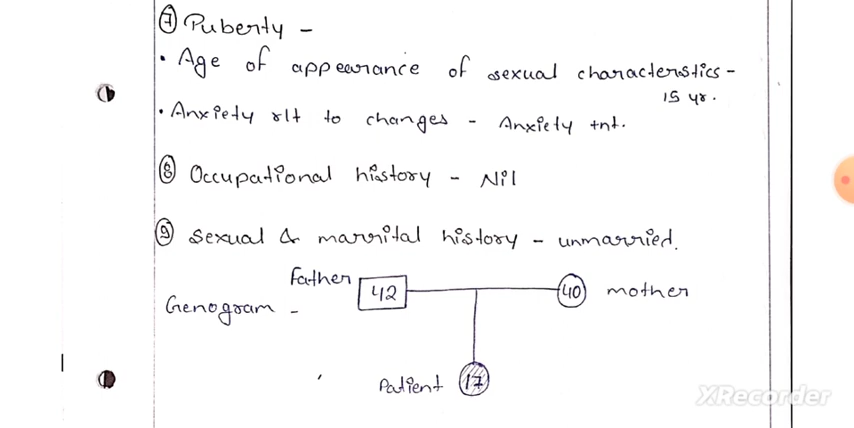 ⑦ Puberty -
• Age of appearance of sexual characteristics -
15 yr.
• Anxiety rlt to changes - Anxiety tnt.
⑧ Occupational history - Nil
⑨ Sexual & marrital history - unmarried.
Father 42 40 mother
Genogram -
Patient 17
XRecorder